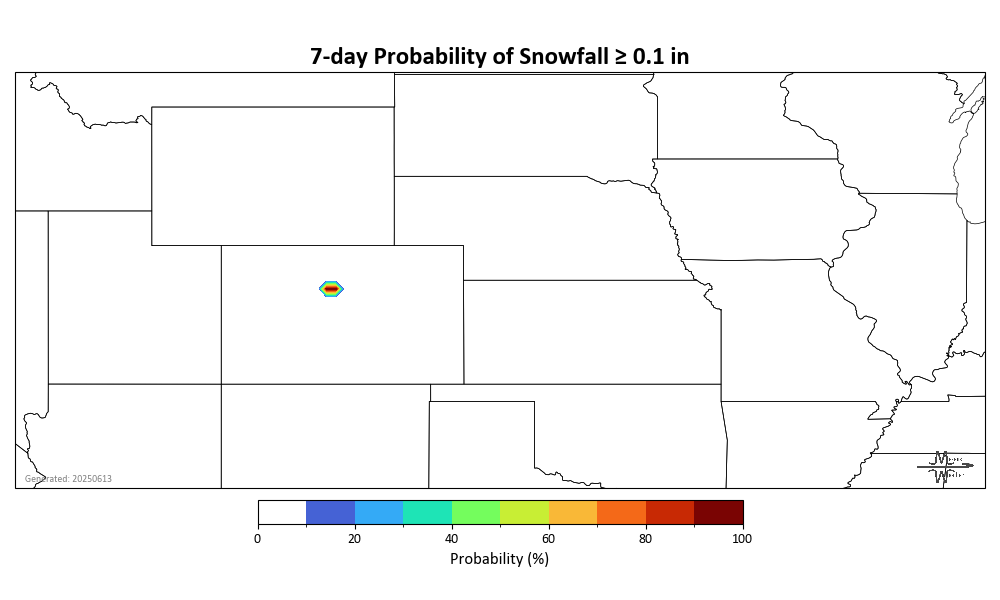 7-day Probability of Snowfall ≥ 0.1 in
Generated: 20250613
0 20 40 60 80 100
Probability (%)